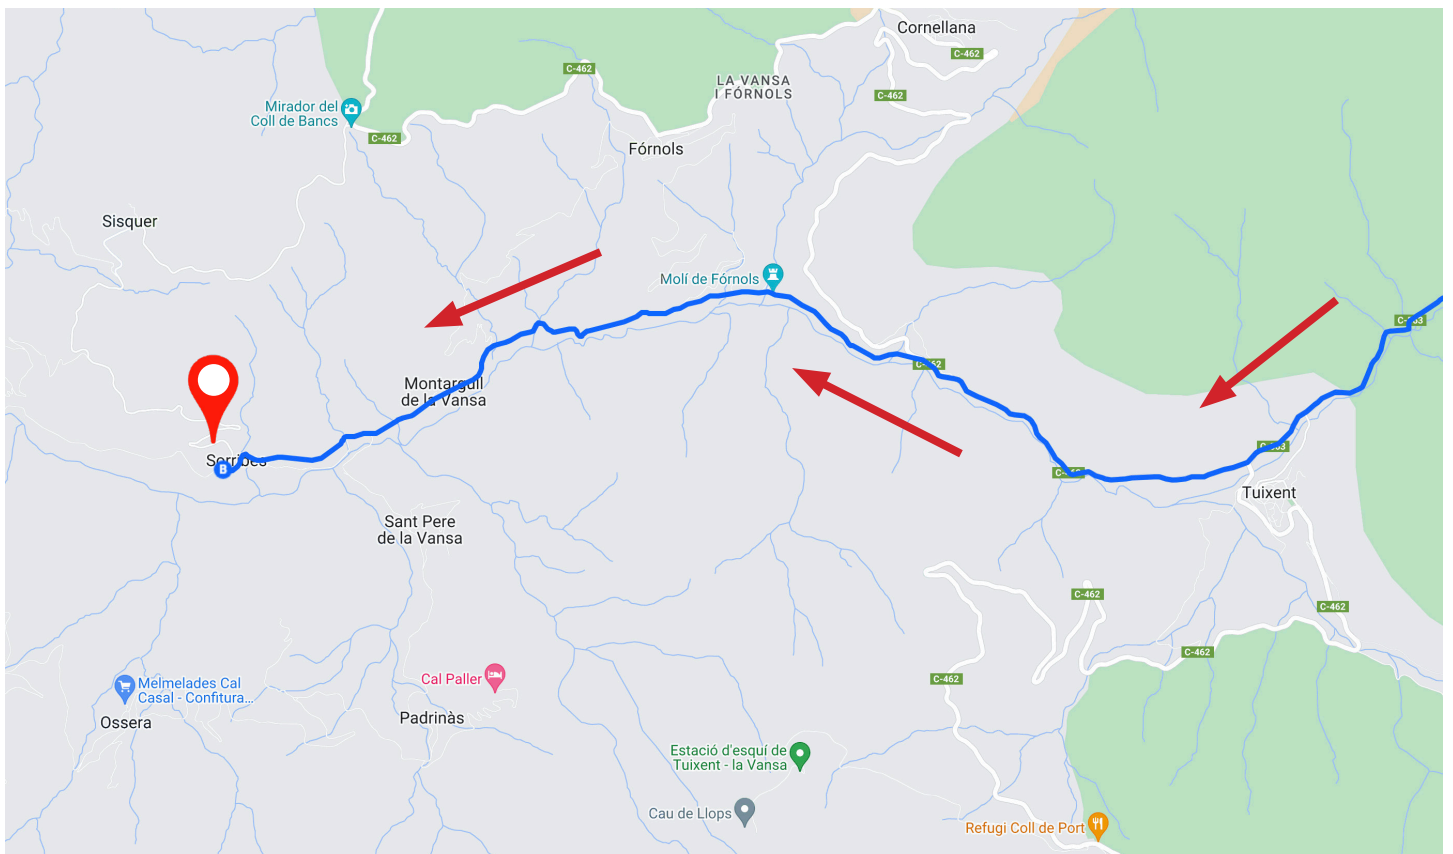 Cornellana
C-462
C-462
LA VANSA
I FÓRNOLS
C-462
Mirador del
Coll de Bancs
C-462
Fórnols
Sisquer
Molí de Fórnols
C-462
Montargull
de la Vansa
Sorribes
B
C-462
Tuixent
Sant Pere
de la Vansa
C-462
C-462
C-462
C-462
Cal Paller
Melmelades Cal
Casal - Confitura...
Ossera
Padrinàs
Estació d'esquí de
Tuixent - la Vansa
Cau de Llops
Refugi Coll de Port